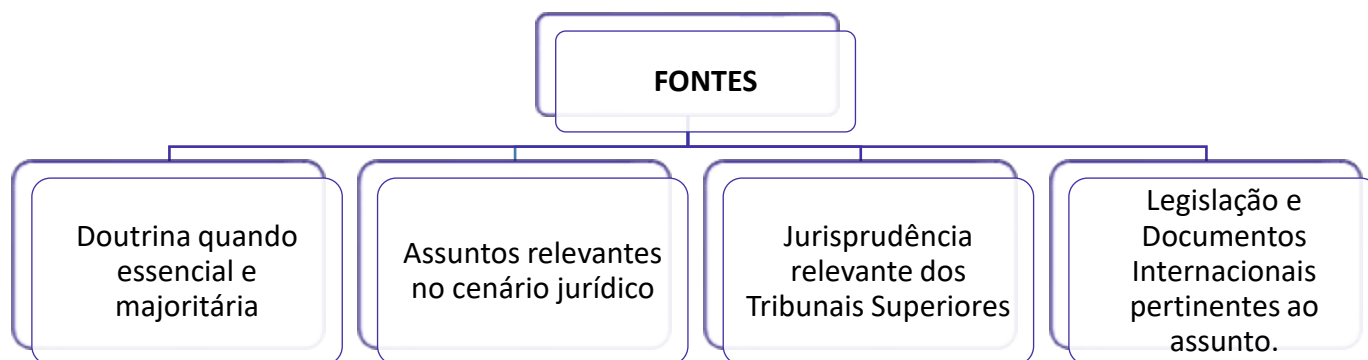 FONTES
Doutrina quando
essencial e
majoritária
Assuntos relevantes
no cenário jurídico
Jurisprudência
relevante dos
Tribunais Superiores
Legislação e
Documentos
Internacionais
pertinentes ao
assunto.